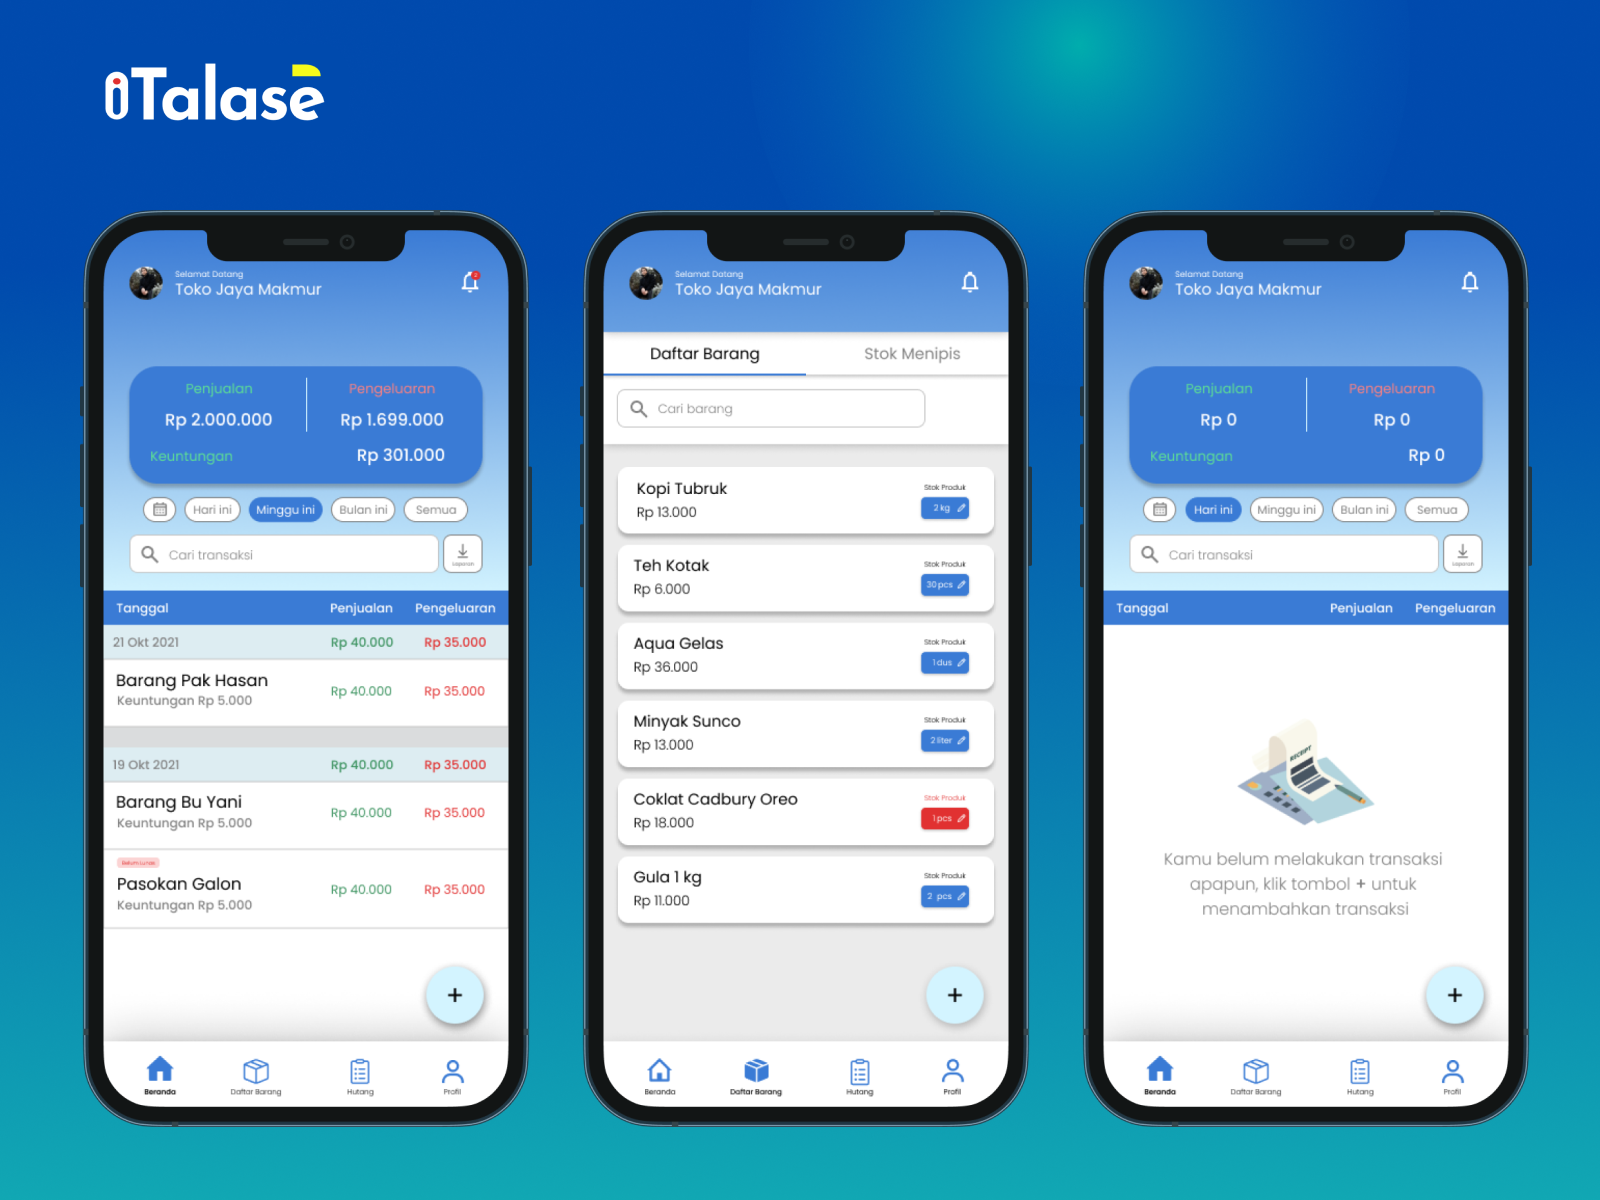 iTalase
Selamat Datang
Toko Jaya Makmur
2
Penjualan
Pengeluaran
Rp 2.000.000
Rp 1.699.000
Keuntungan
Rp 301.000
Hari ini
Minggu ini
Bulan ini
Semua
Cari transaksi
Laporan
Tanggal
Penjualan
Pengeluaran
21 Okt 2021
Rp 40.000
Rp 35.000
Barang Pak Hasan
Keuntungan Rp 5.000
Rp 40.000
Rp 35.000
19 Okt 2021
Rp 40.000
Rp 35.000
Barang Bu Yani
Keuntungan Rp 5.000
Rp 40.000
Rp 35.000
Belum Lunas
Pasokan Galon
Keuntungan Rp 5.000
Rp 40.000
Rp 35.000
+
Beranda
Daftar Barang
Hutang
Profil
Selamat Datang
Toko Jaya Makmur
Daftar Barang
Stok Menipis
Cari barang
Kopi Tubruk
Rp 13.000
Stok Produk
2 kg
Teh Kotak
Rp 6.000
Stok Produk
30 pcs
Aqua Gelas
Rp 36.000
Stok Produk
1 dus
Minyak Sunco
Rp 13.000
Stok Produk
2 liter
Coklat Cadbury Oreo
Rp 18.000
Stok Produk
1 pcs
Gula 1 kg
Rp 11.000
Stok Produk
2 pcs
+
Beranda
Daftar Barang
Hutang
Profil
Selamat Datang
Toko Jaya Makmur
Penjualan
Pengeluaran
Rp 0
Rp 0
Keuntungan
Rp 0
Hari ini
Minggu ini
Bulan ini
Semua
Cari transaksi
Laporan
Tanggal
Penjualan
Pengeluaran
RECEIPT
Kamu belum melakukan transaksi
apapun, klik tombol + untuk
menambahkan transaksi
+
Beranda
Daftar Barang
Hutang
Profil